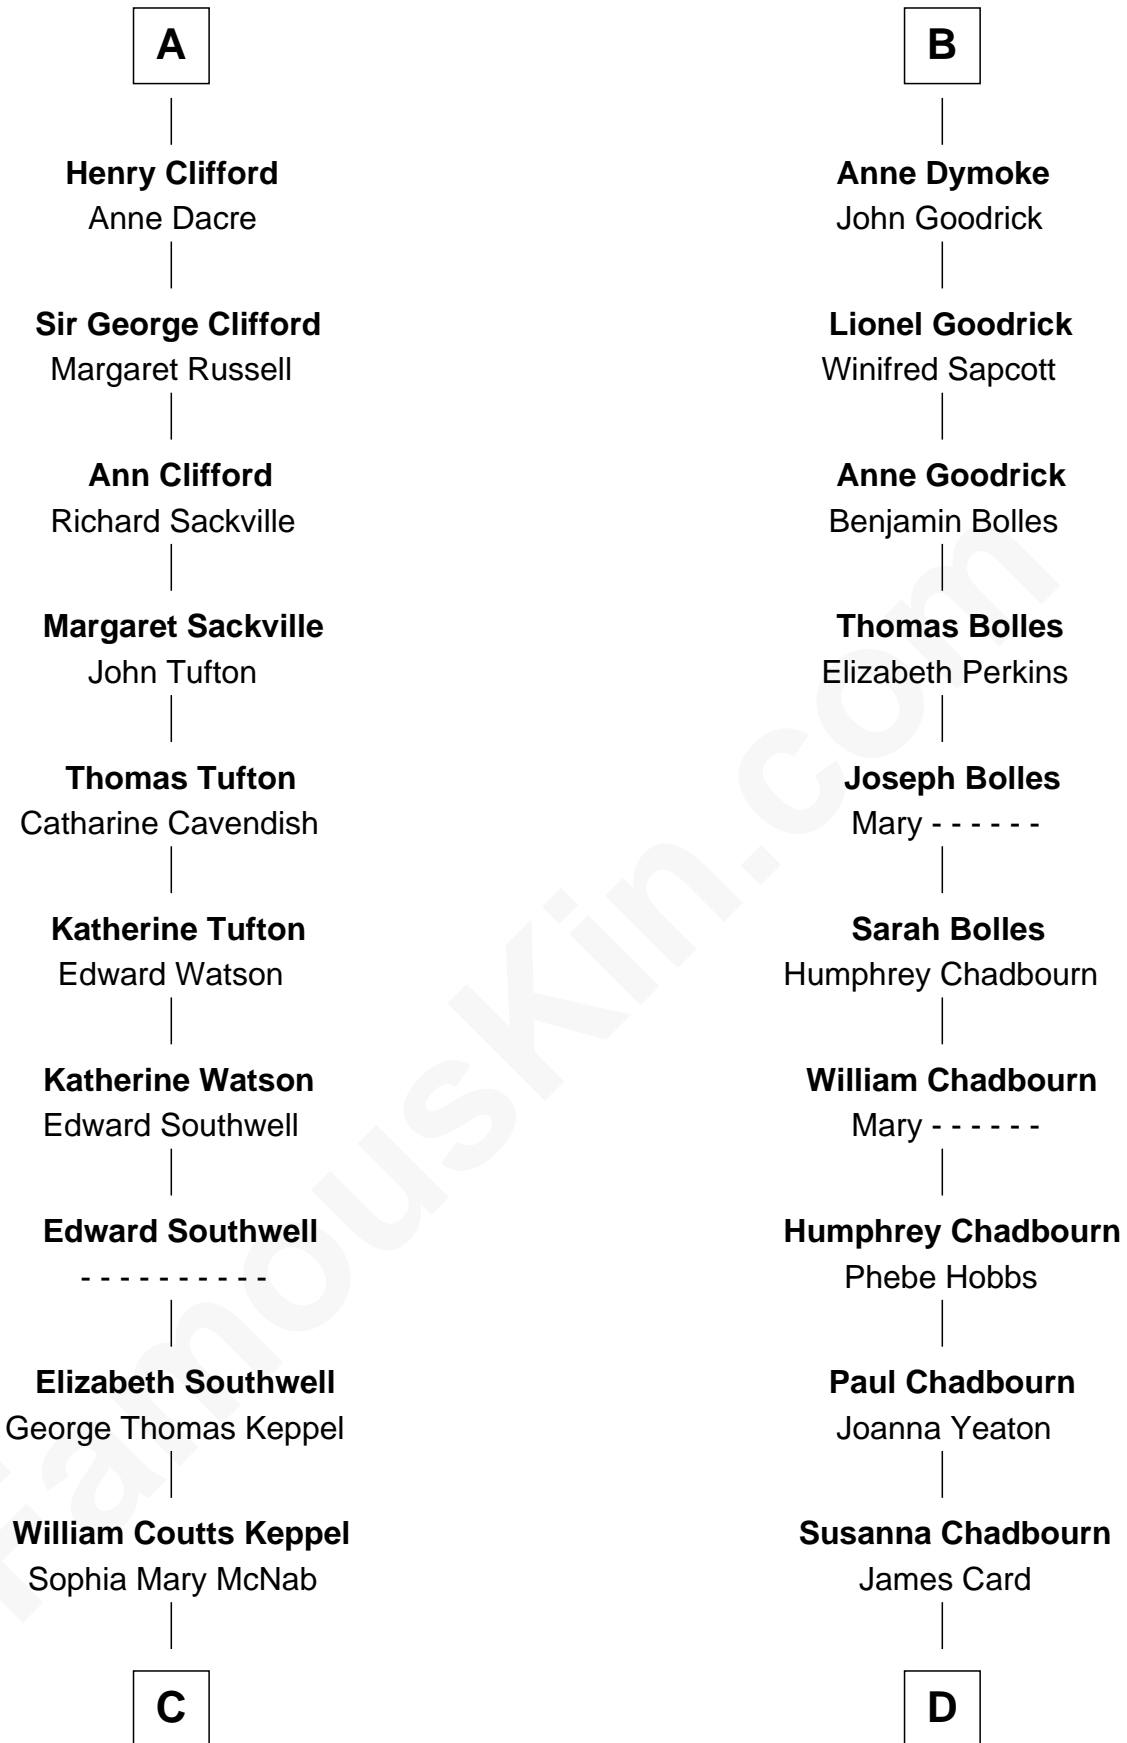 A
Henry Clifford
Anne Dacre
Sir George Clifford
Margaret Russell
Ann Clifford
Richard Sackville
Margaret Sackville
John Tufton
Thomas Tufton
Catharine Cavendish
Katherine Tufton
Edward Watson
Katherine Watson
Edward Southwell
Edward Southwell
- - - - - - - - - -
Elizabeth Southwell
George Thomas Keppel
William Coutts Keppel
Sophia Mary McNab
C
B
Anne Dymoke
John Goodrick
Lionel Goodrick
Winifred Sapcott
Anne Goodrick
Benjamin Bolles
Thomas Bolles
Elizabeth Perkins
Joseph Bolles
Mary - - - - - -
Sarah Bolles
Humphrey Chadbourn
William Chadbourn
Mary - - - - - -
Humphrey Chadbourn
Phebe Hobbs
Paul Chadbourn
Joanna Yeaton
Susanna Chadbourn
James Card
D
FamousKin.com